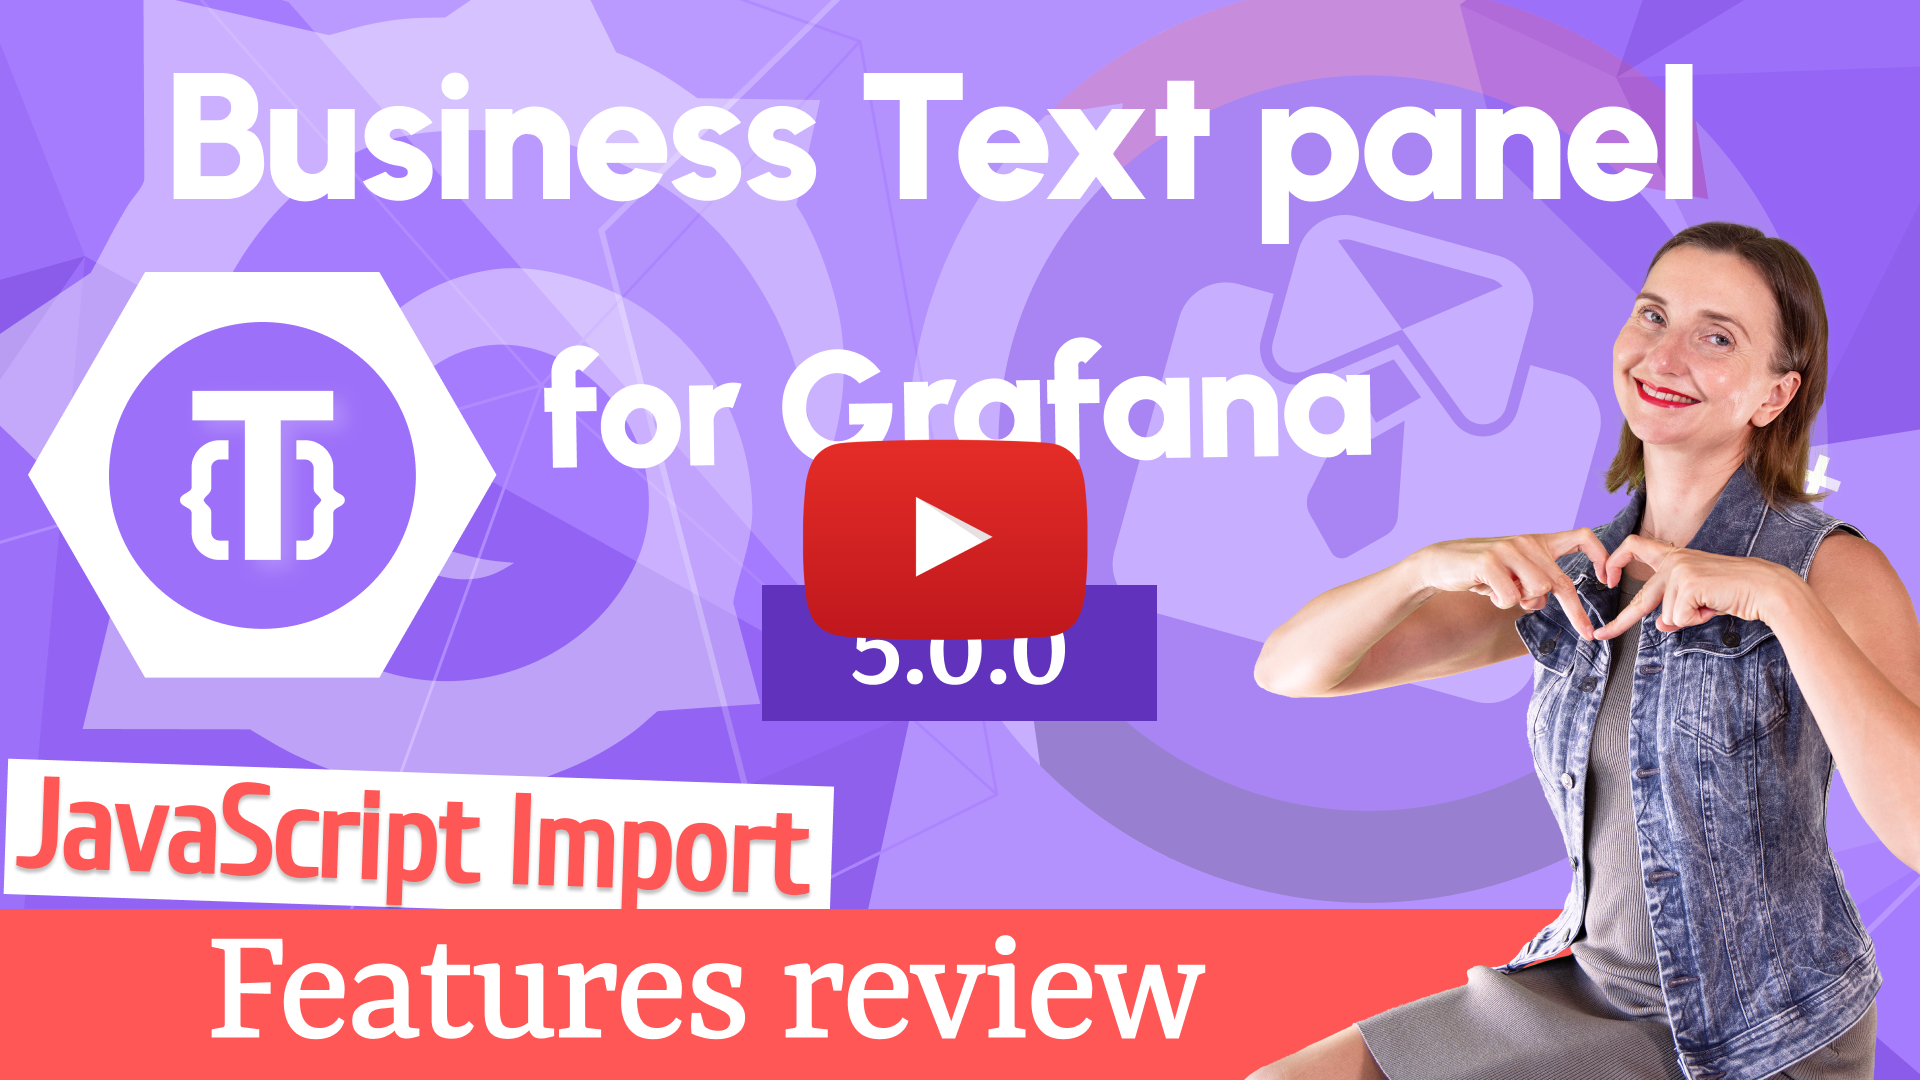 Business Text panel
for Grafana
{T}
5.0.0
JavaScript Import
Features review